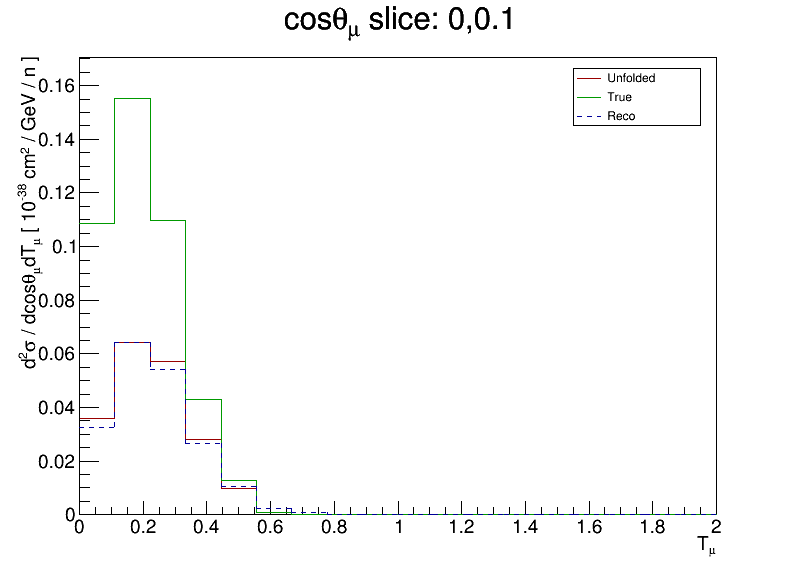 cosθμ slice: 0,0.1
d²σ / dcosθμdTμ [ 10⁻³⁸ cm² / GeV / n ]
Unfolded
True
Reco
0.16
0.14
0.12
0.1
0.08
0.06
0.04
0.02
0
0 0.2 0.4 0.6 0.8 1 1.2 1.4 1.6 1.8 2
Tμ